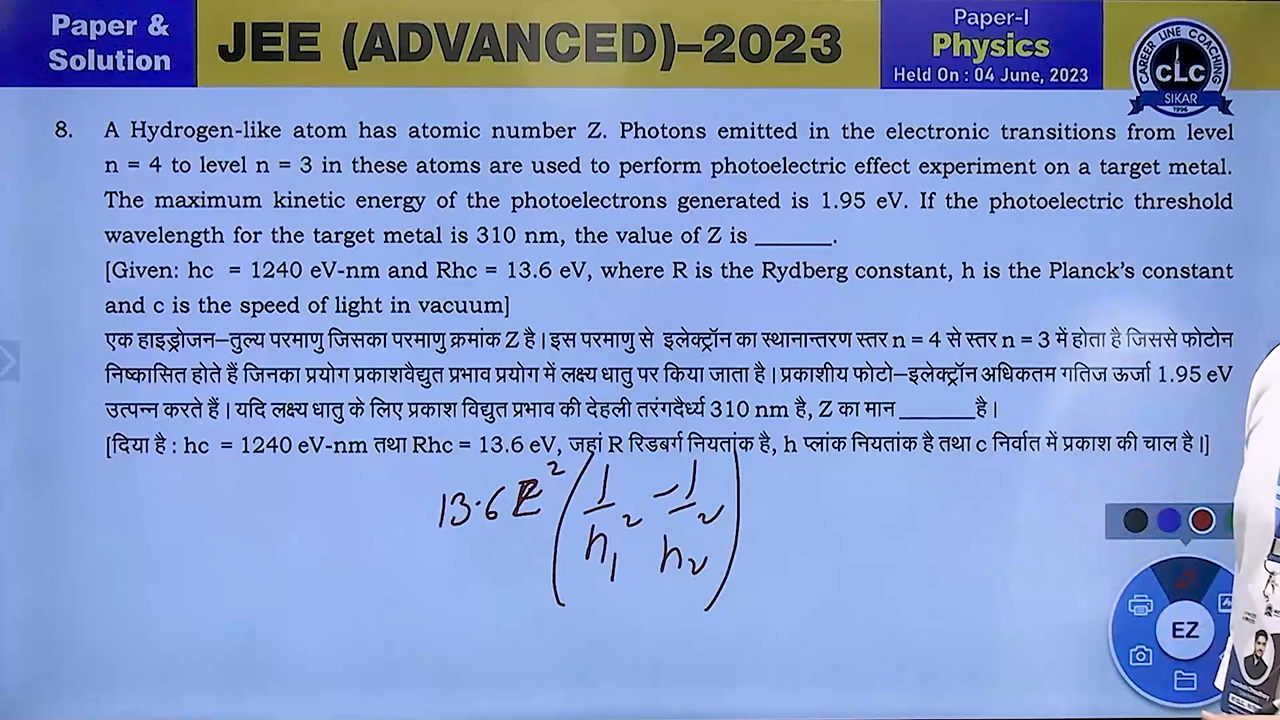 Paper &
Solution
JEE (ADVANCED)–2023
Paper-I
Physics
Held On : 04 June, 2023
CAREER LINE COACHING
CLC
SIKAR
1996
8. A Hydrogen-like atom has atomic number Z. Photons emitted in the electronic transitions from level
n = 4 to level n = 3 in these atoms are used to perform photoelectric effect experiment on a target metal.
The maximum kinetic energy of the photoelectrons generated is 1.95 eV. If the photoelectric threshold
wavelength for the target metal is 310 nm, the value of Z is ______.
[Given: hc = 1240 eV-nm and Rhc = 13.6 eV, where R is the Rydberg constant, h is the Planck's constant
and c is the speed of light in vacuum]
एक हाइड्रोजन–तुल्य परमाणु जिसका परमाणु क्रमांक Z है। इस परमाणु से इलेक्ट्रॉन का स्थानान्तरण स्तर n = 4 से स्तर n = 3 में होता है जिससे फोटोन
निष्कासित होते हैं जिनका प्रयोग प्रकाशवैद्युत प्रभाव प्रयोग में लक्ष्य धातु पर किया जाता है। प्रकाशीय फोटो–इलेक्ट्रॉन अधिकतम गतिज ऊर्जा 1.95 eV
उत्पन्न करते हैं। यदि लक्ष्य धातु के लिए प्रकाश विद्युत प्रभाव की देहली तरंगदैर्ध्य 310 nm है, Z का मान ______ है।
[दिया है : hc = 1240 eV-nm तथा Rhc = 13.6 eV, जहां R रिडबर्ग नियतांक है, h प्लांक नियतांक है तथा c निर्वात में प्रकाश की चाल है।]
13.6 Z² (1/n₁² − 1/n₂²)
EZ